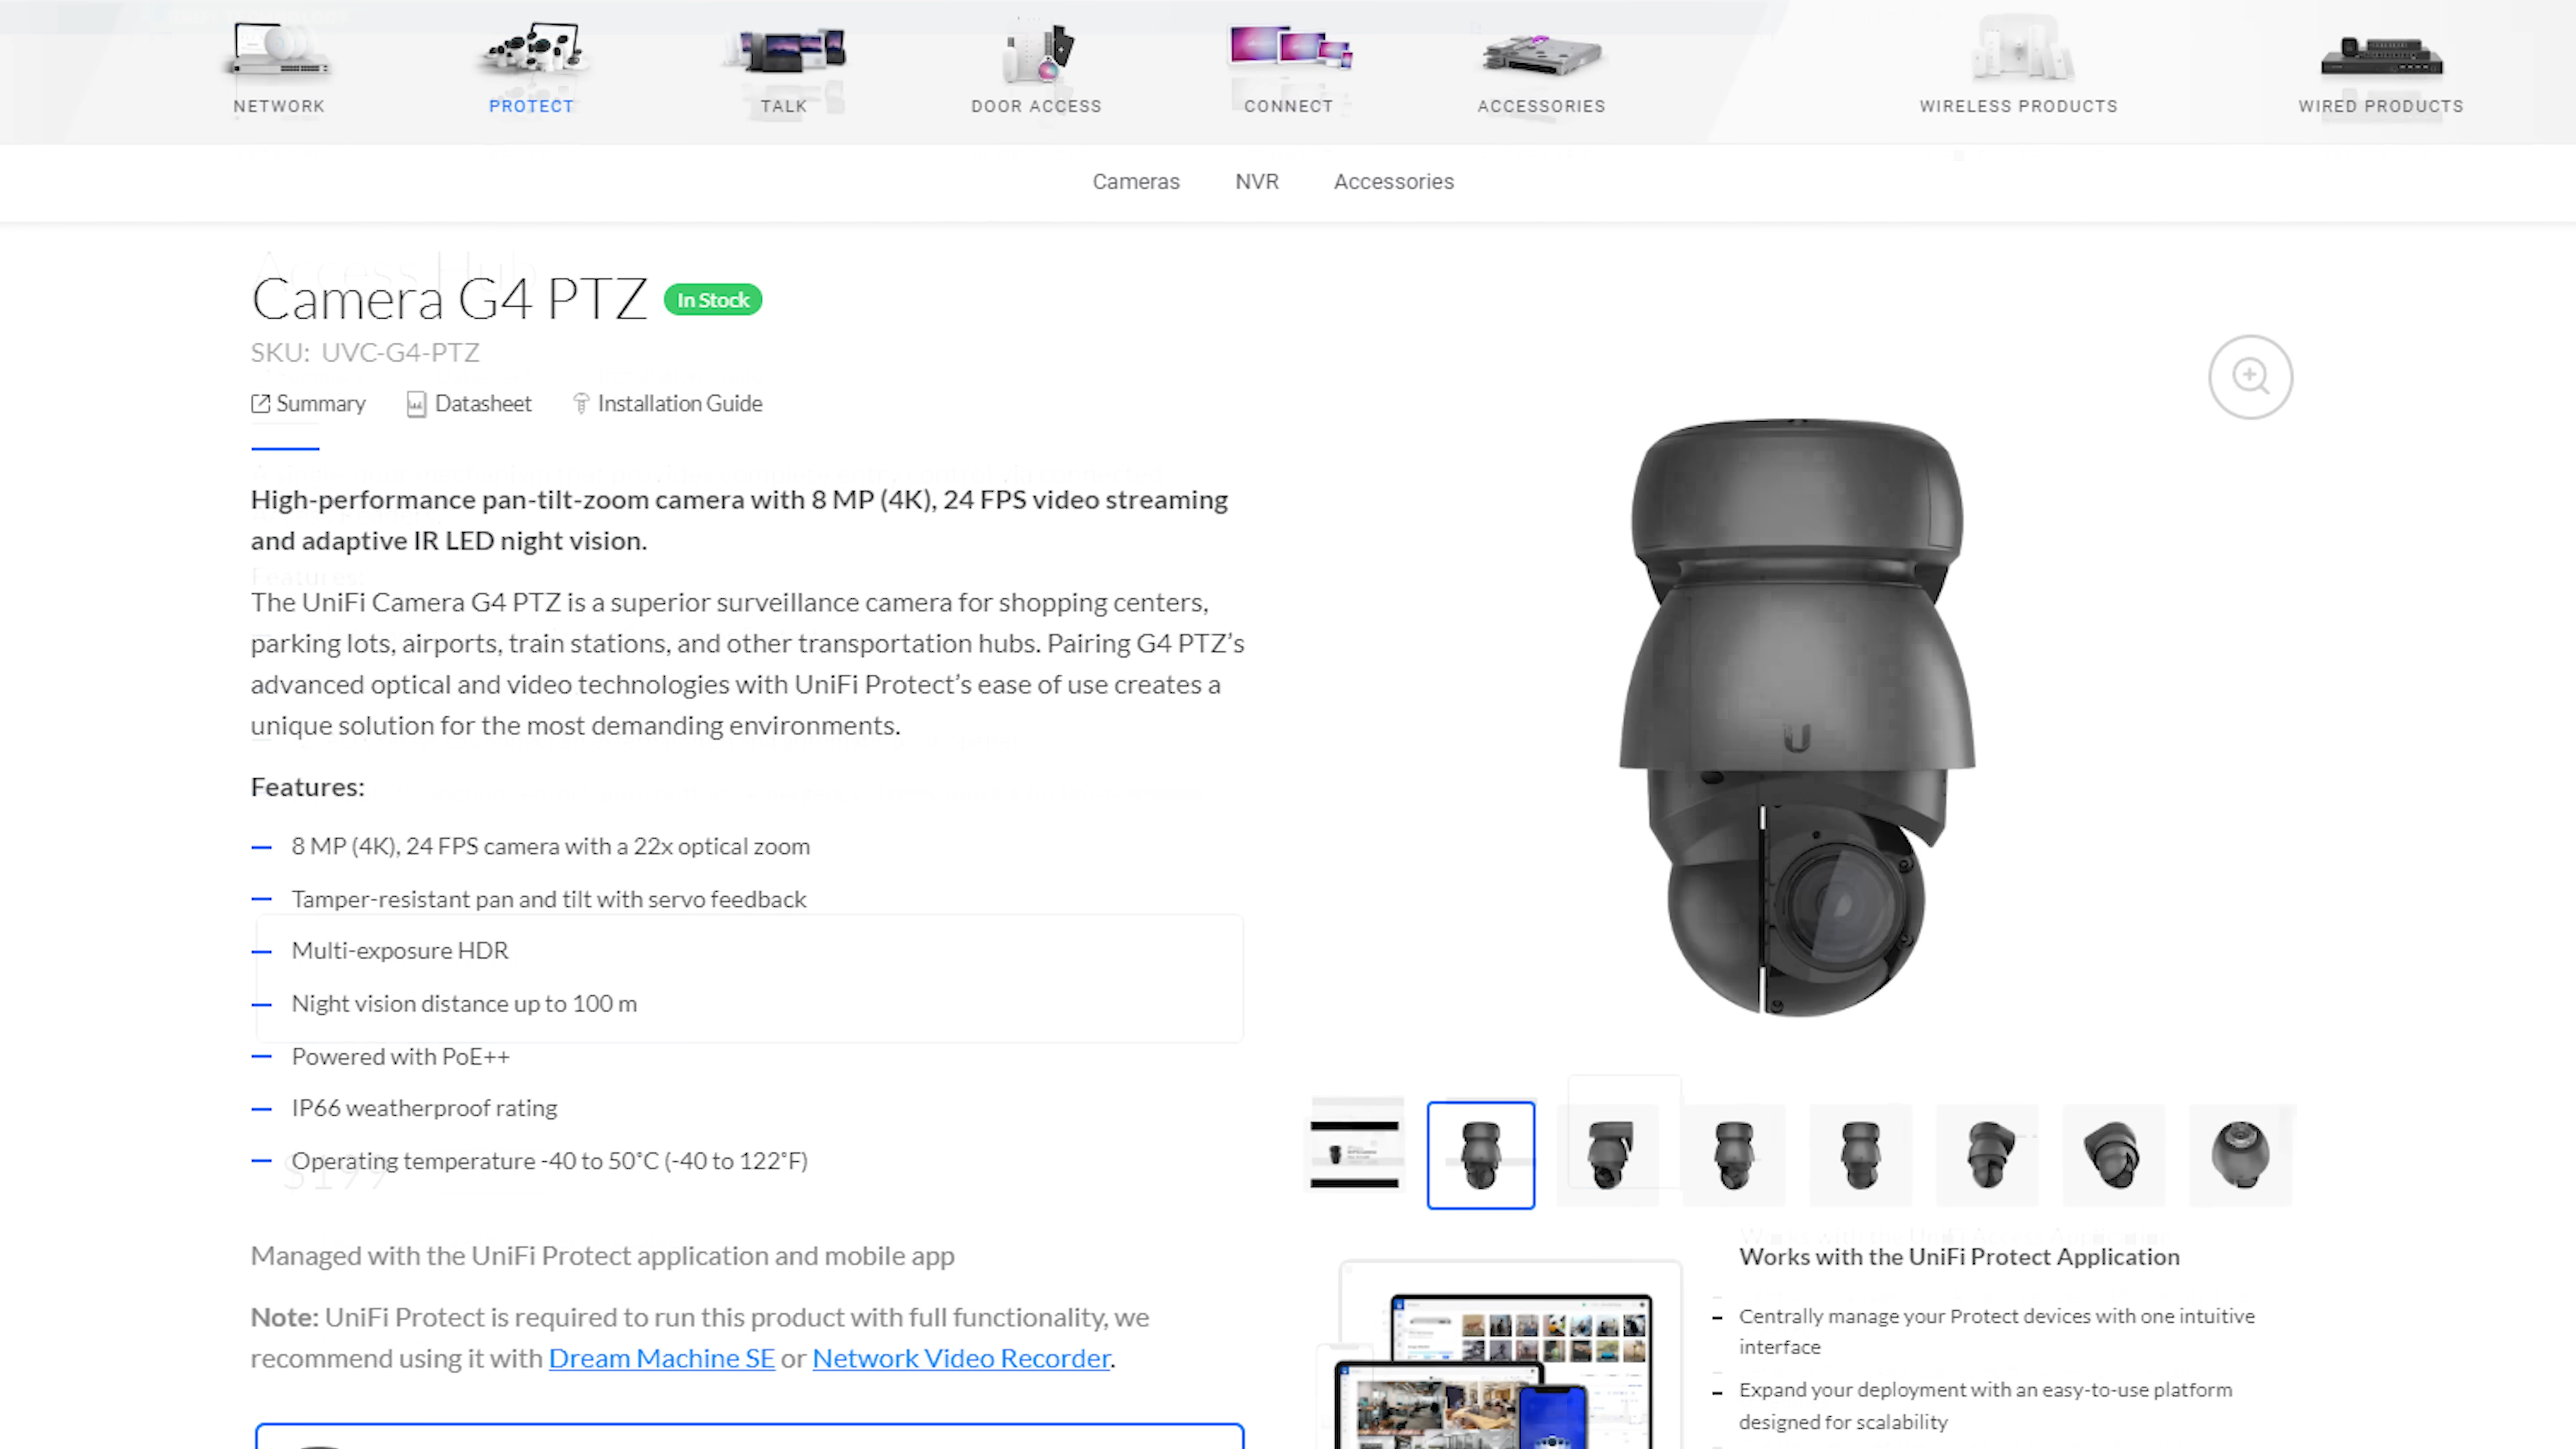 NETWORK
PROTECT
TALK
DOOR ACCESS
CONNECT
ACCESSORIES
WIRELESS PRODUCTS
WIRED PRODUCTS
Cameras
NVR
Accessories
Access Hub
Camera G4 PTZ
In Stock
SKU: UVC-G4-PTZ
Summary
Datasheet
Installation Guide
High-performance pan-tilt-zoom camera with 8 MP (4K), 24 FPS video streaming
and adaptive IR LED night vision.
Features:
The UniFi Camera G4 PTZ is a superior surveillance camera for shopping centers,
parking lots, airports, train stations, and other transportation hubs. Pairing G4 PTZ’s
advanced optical and video technologies with UniFi Protect’s ease of use creates a
unique solution for the most demanding environments.
Features:
8 MP (4K), 24 FPS camera with a 22x optical zoom
Tamper-resistant pan and tilt with servo feedback
Multi-exposure HDR
Night vision distance up to 100 m
Powered with PoE++
IP66 weatherproof rating
Operating temperature -40 to 50°C (-40 to 122°F)
$199
Managed with the UniFi Protect application and mobile app
Note: UniFi Protect is required to run this product with full functionality, we
recommend using it with Dream Machine SE or Network Video Recorder.
U
Works with the UniFi Protect Application
- Centrally manage your Protect devices with one intuitive
interface
- Expand your deployment with an easy-to-use platform
designed for scalability